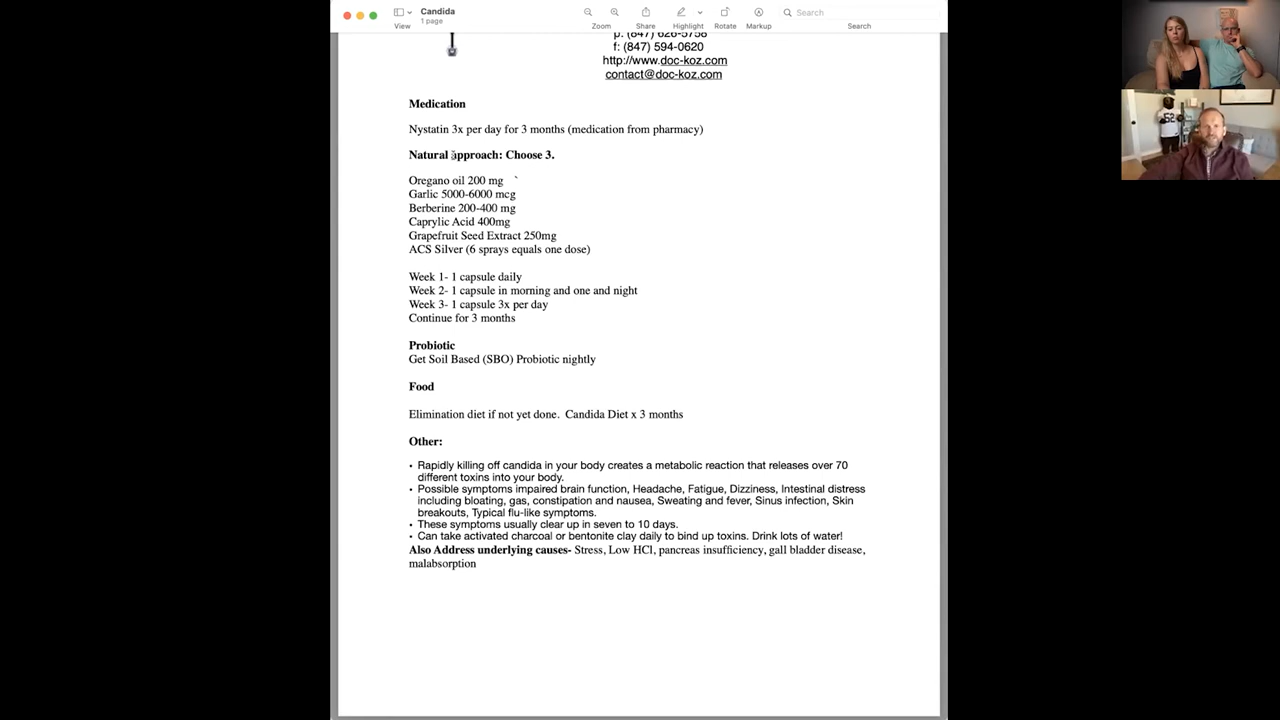 Candida
1 page
View
Zoom
Share
Highlight
Rotate
Markup
Search
Search
p: (847) 626-5758
f: (847) 594-0620
http://www.doc-koz.com
contact@doc-koz.com
Medication
Nystatin 3x per day for 3 months (medication from pharmacy)
Natural approach: Choose 3.
Oregano oil 200 mg `
Garlic 5000-6000 mcg
Berberine 200-400 mg
Caprylic Acid 400mg
Grapefruit Seed Extract 250mg
ACS Silver (6 sprays equals one dose)
Week 1- 1 capsule daily
Week 2- 1 capsule in morning and one and night
Week 3- 1 capsule 3x per day
Continue for 3 months
Probiotic
Get Soil Based (SBO) Probiotic nightly
Food
Elimination diet if not yet done. Candida Diet x 3 months
Other:
• Rapidly killing off candida in your body creates a metabolic reaction that releases over 70
different toxins into your body.
• Possible symptoms impaired brain function, Headache, Fatigue, Dizziness, Intestinal distress
including bloating, gas, constipation and nausea, Sweating and fever, Sinus infection, Skin
breakouts, Typical flu-like symptoms.
• These symptoms usually clear up in seven to 10 days.
• Can take activated charcoal or bentonite clay daily to bind up toxins. Drink lots of water!
Also Address underlying causes- Stress, Low HCl, pancreas insufficiency, gall bladder disease,
malabsorption
52